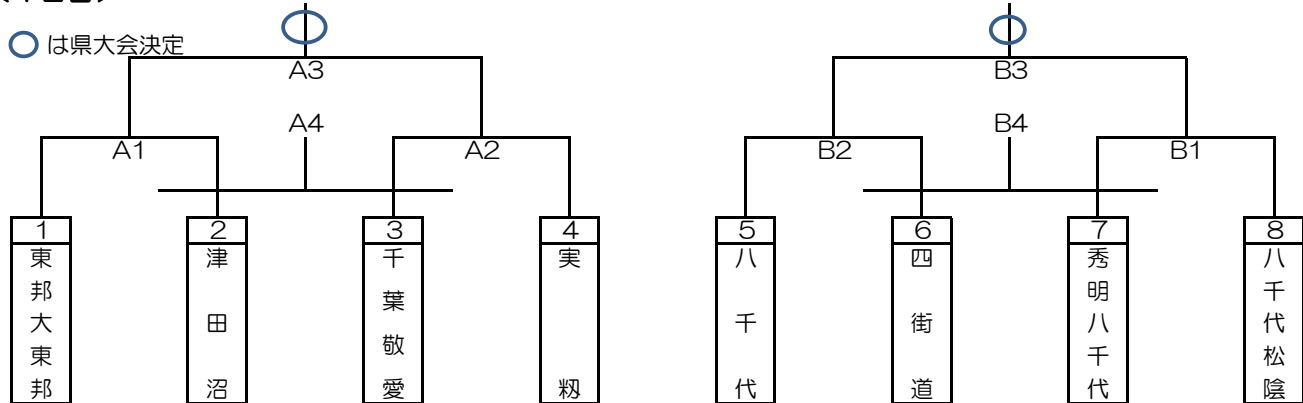 は県大会決定
A3
B3
A4
B4
A1
A2
B2
B1
1
2
3
4
5
6
7
8
東邦大東邦
津田沼
千葉敬愛
実籾
八千代
四街道
秀明八千代
八千代松陰